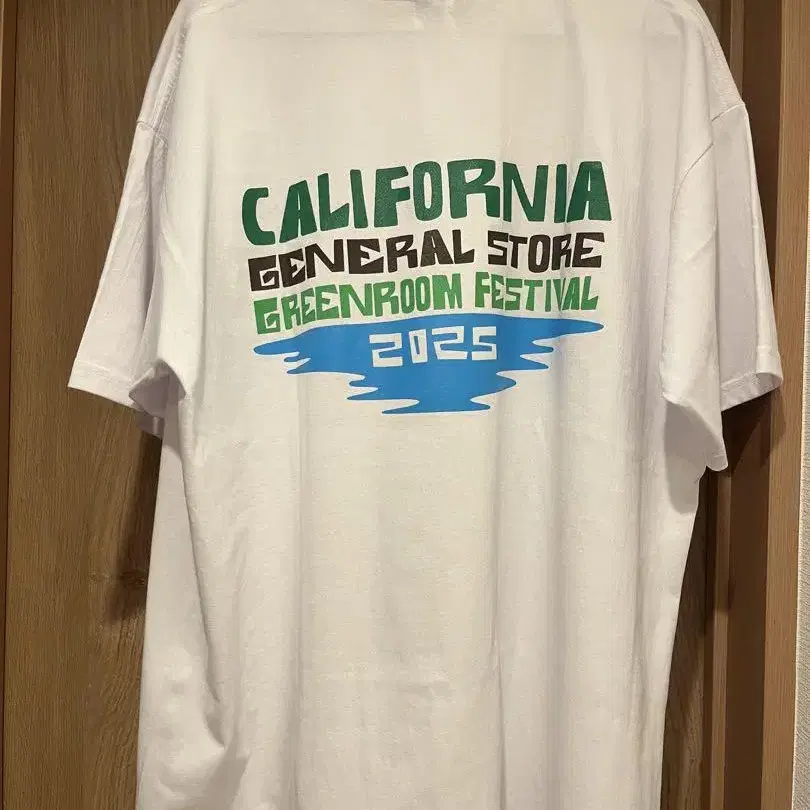 CALIFORNIA
GENERAL STORE
GREENROOM FESTIVAL
2025